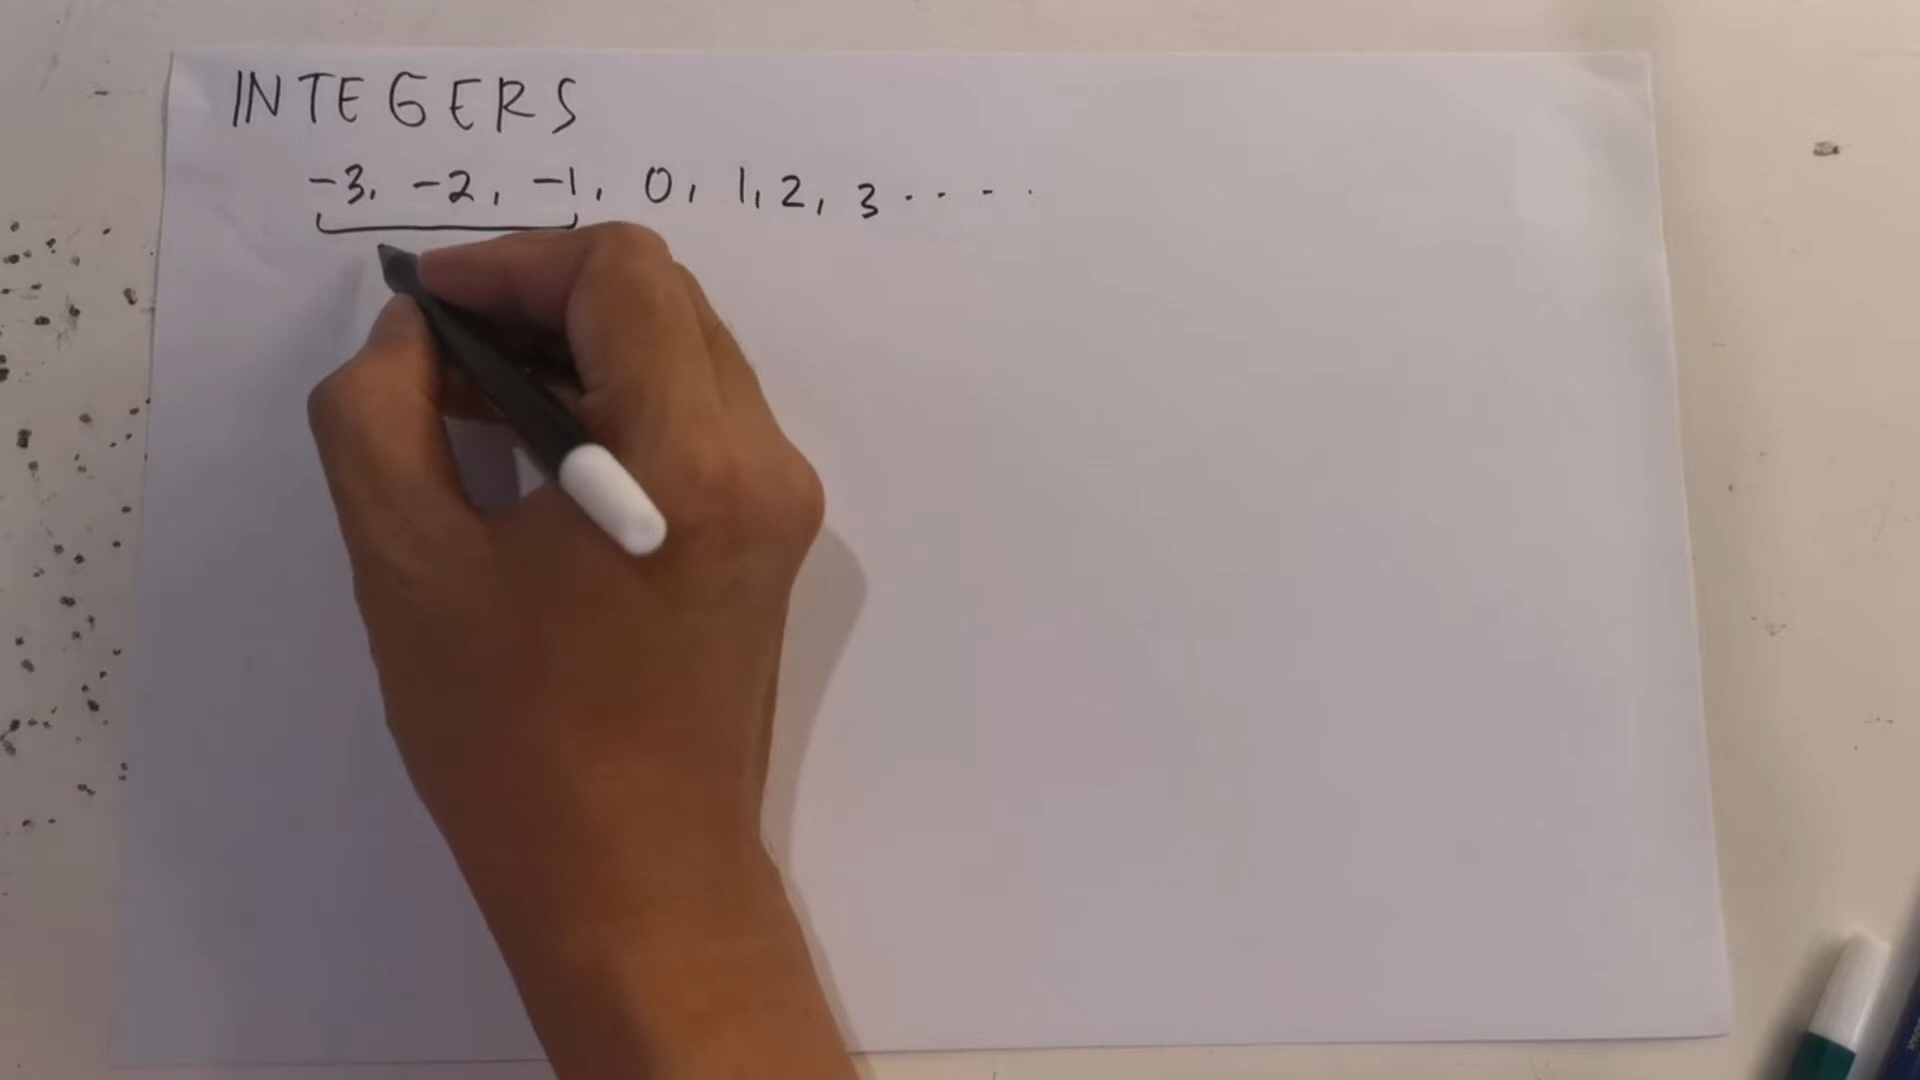 INTEGERS
-3, -2, -1, 0, 1, 2, 3 . . . . .